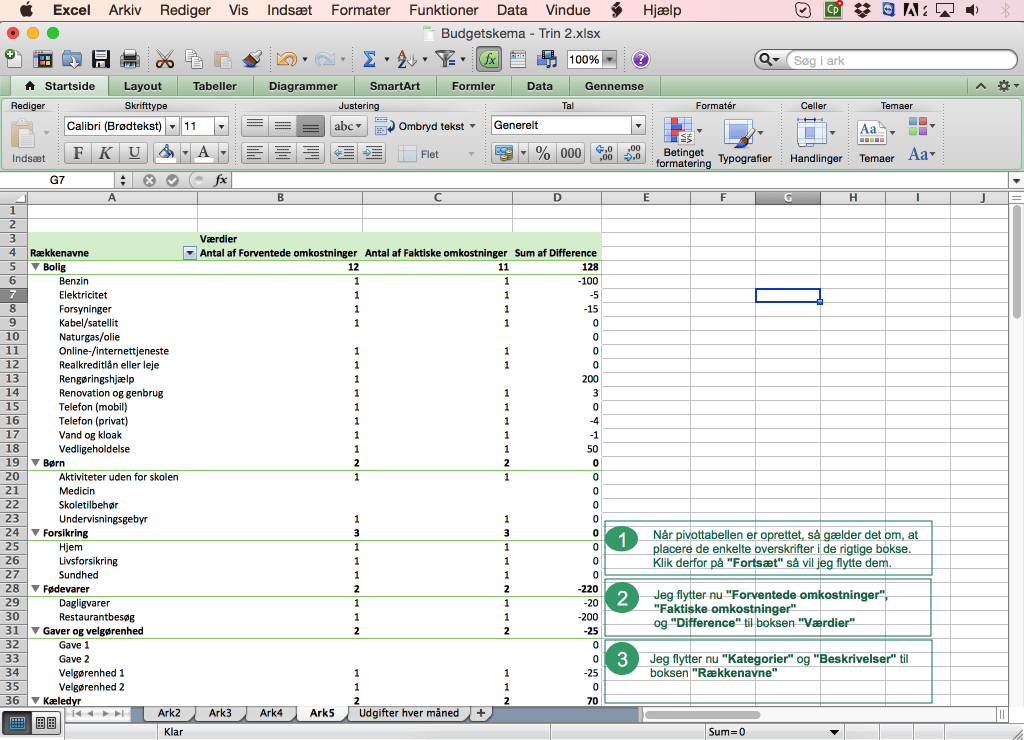 Excel Arkiv Rediger Vis Indsæt Formater Funktioner Data Vindue Hjælp
Budgetskema - Trin 2.xlsx
100%
Søg i ark
Startside Layout Tabeller Diagrammer SmartArt Formler Data Gennemse
Rediger Skrifttype Justering Tal Formatér Celler Temaer
Calibri (Brødtekst) 11 abc Ombryd tekst Generelt
Indsæt F K U A Flet % 000 Betinget formatering Typografier Handlinger Temaer Aa
G7 fx
A B C D E F G H I J
1
2
3 Værdier
4 Rækkenavne Antal af Forventede omkostninger Antal af Faktiske omkostninger Sum af Difference
5 Bolig 12 11 128
6 Benzin 1 1 -100
7 Elektricitet 1 1 -5
8 Forsyninger 1 1 -15
9 Kabel/satellit 1 1 0
10 Naturgas/olie 0
11 Online-/internettjeneste 1 1 0
12 Realkreditlån eller leje 1 1 0
13 Rengøringshjælp 1 200
14 Renovation og genbrug 1 1 3
15 Telefon (mobil) 1 1 0
16 Telefon (privat) 1 1 -4
17 Vand og kloak 1 1 -1
18 Vedligeholdelse 1 1 50
19 Børn 2 2 0
20 Aktiviteter uden for skolen 1 1 0
21 Medicin 0
22 Skoletilbehør 0
23 Undervisningsgebyr 1 1 0
24 Forsikring 3 3 0
25 Hjem 1 1 0
26 Livsforsikring 1 1 0
27 Sundhed 1 1 0
28 Fødevarer 2 2 -220
29 Dagligvarer 1 1 -20
30 Restaurantbesøg 1 1 -200
31 Gaver og velgørenhed 2 2 -25
32 Gave 1 0
33 Gave 2 0
34 Velgørenhed 1 1 1 -25
35 Velgørenhed 2 1 1 0
36 Kæledyr 2 2 70
1 Når pivottabellen er oprettet, så gælder det om, at
placere de enkelte overskrifter i de rigtige bokse.
Klik derfor på "Fortsæt" så vil jeg flytte dem.
2 Jeg flytter nu "Forventede omkostninger",
"Faktiske omkostninger"
og "Difference" til boksen "Værdier"
3 Jeg flytter nu "Kategorier" og "Beskrivelser" til
boksen "Rækkenavne"
Ark2 Ark3 Ark4 Ark5 Udgifter hver måned +
Klar Sum=0